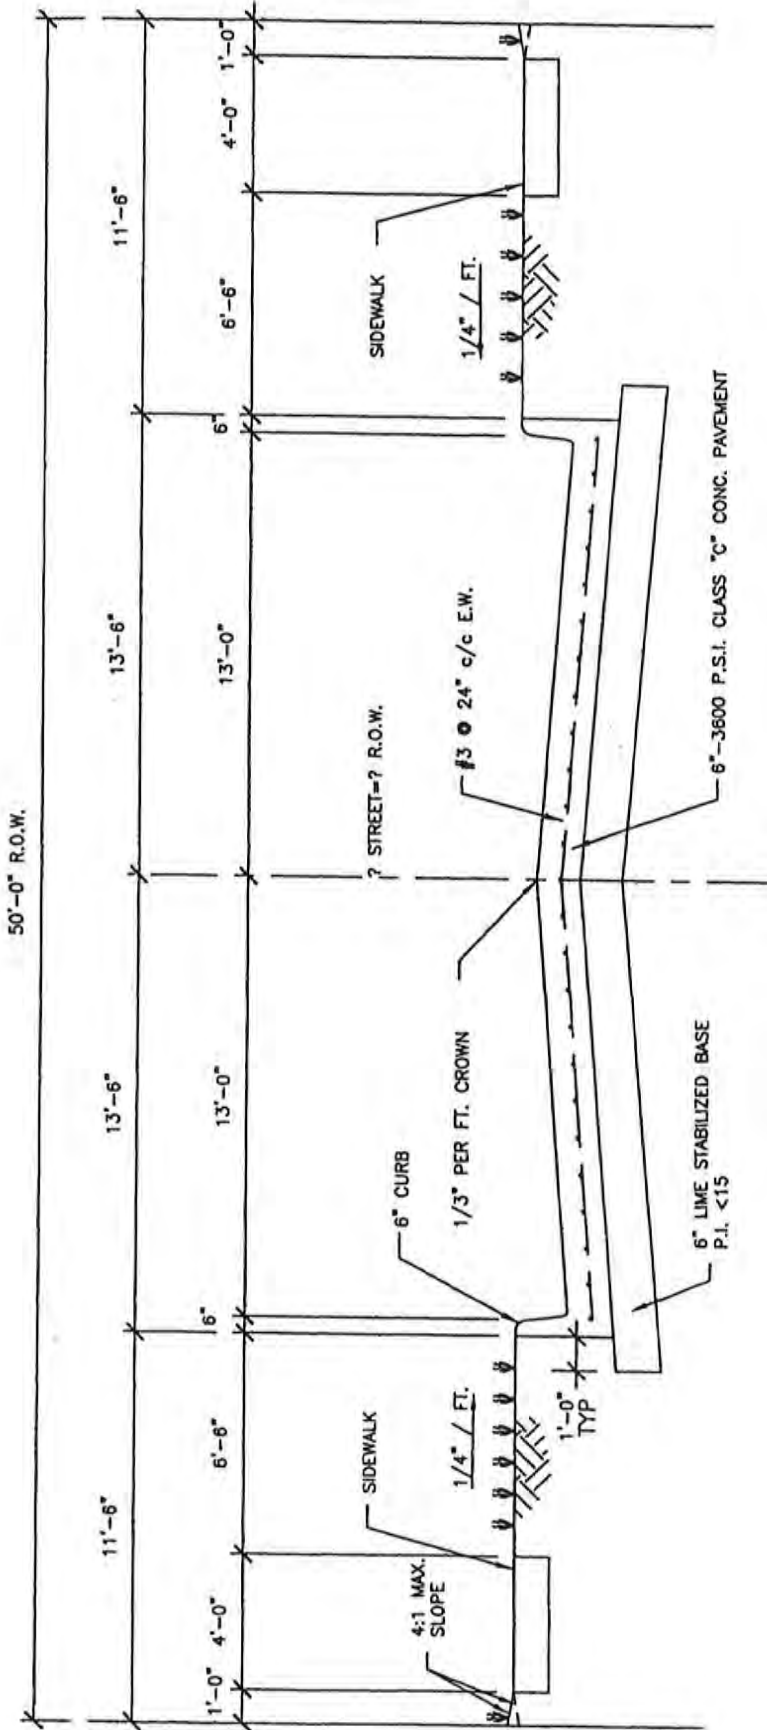 50'-0" R.O.W.
11'-6"
13'-6"
13'-6"
11'-6"
1'-0"
4'-0"
6'-6"
6"
13'-0"
13'-0"
6"
6'-6"
4'-0"
1'-0"
? STREET=? R.O.W.
SIDEWALK
6" CURB
SIDEWALK
4:1 MAX.
SLOPE
1/4" / FT.
1/3" PER FT. CROWN
#3 @ 24" c/c E.W.
1/4" / FT.
1'-0"
TYP
6" LIME STABILIZED BASE
P.I. <15
6"-3600 P.S.I. CLASS "C" CONC. PAVEMENT